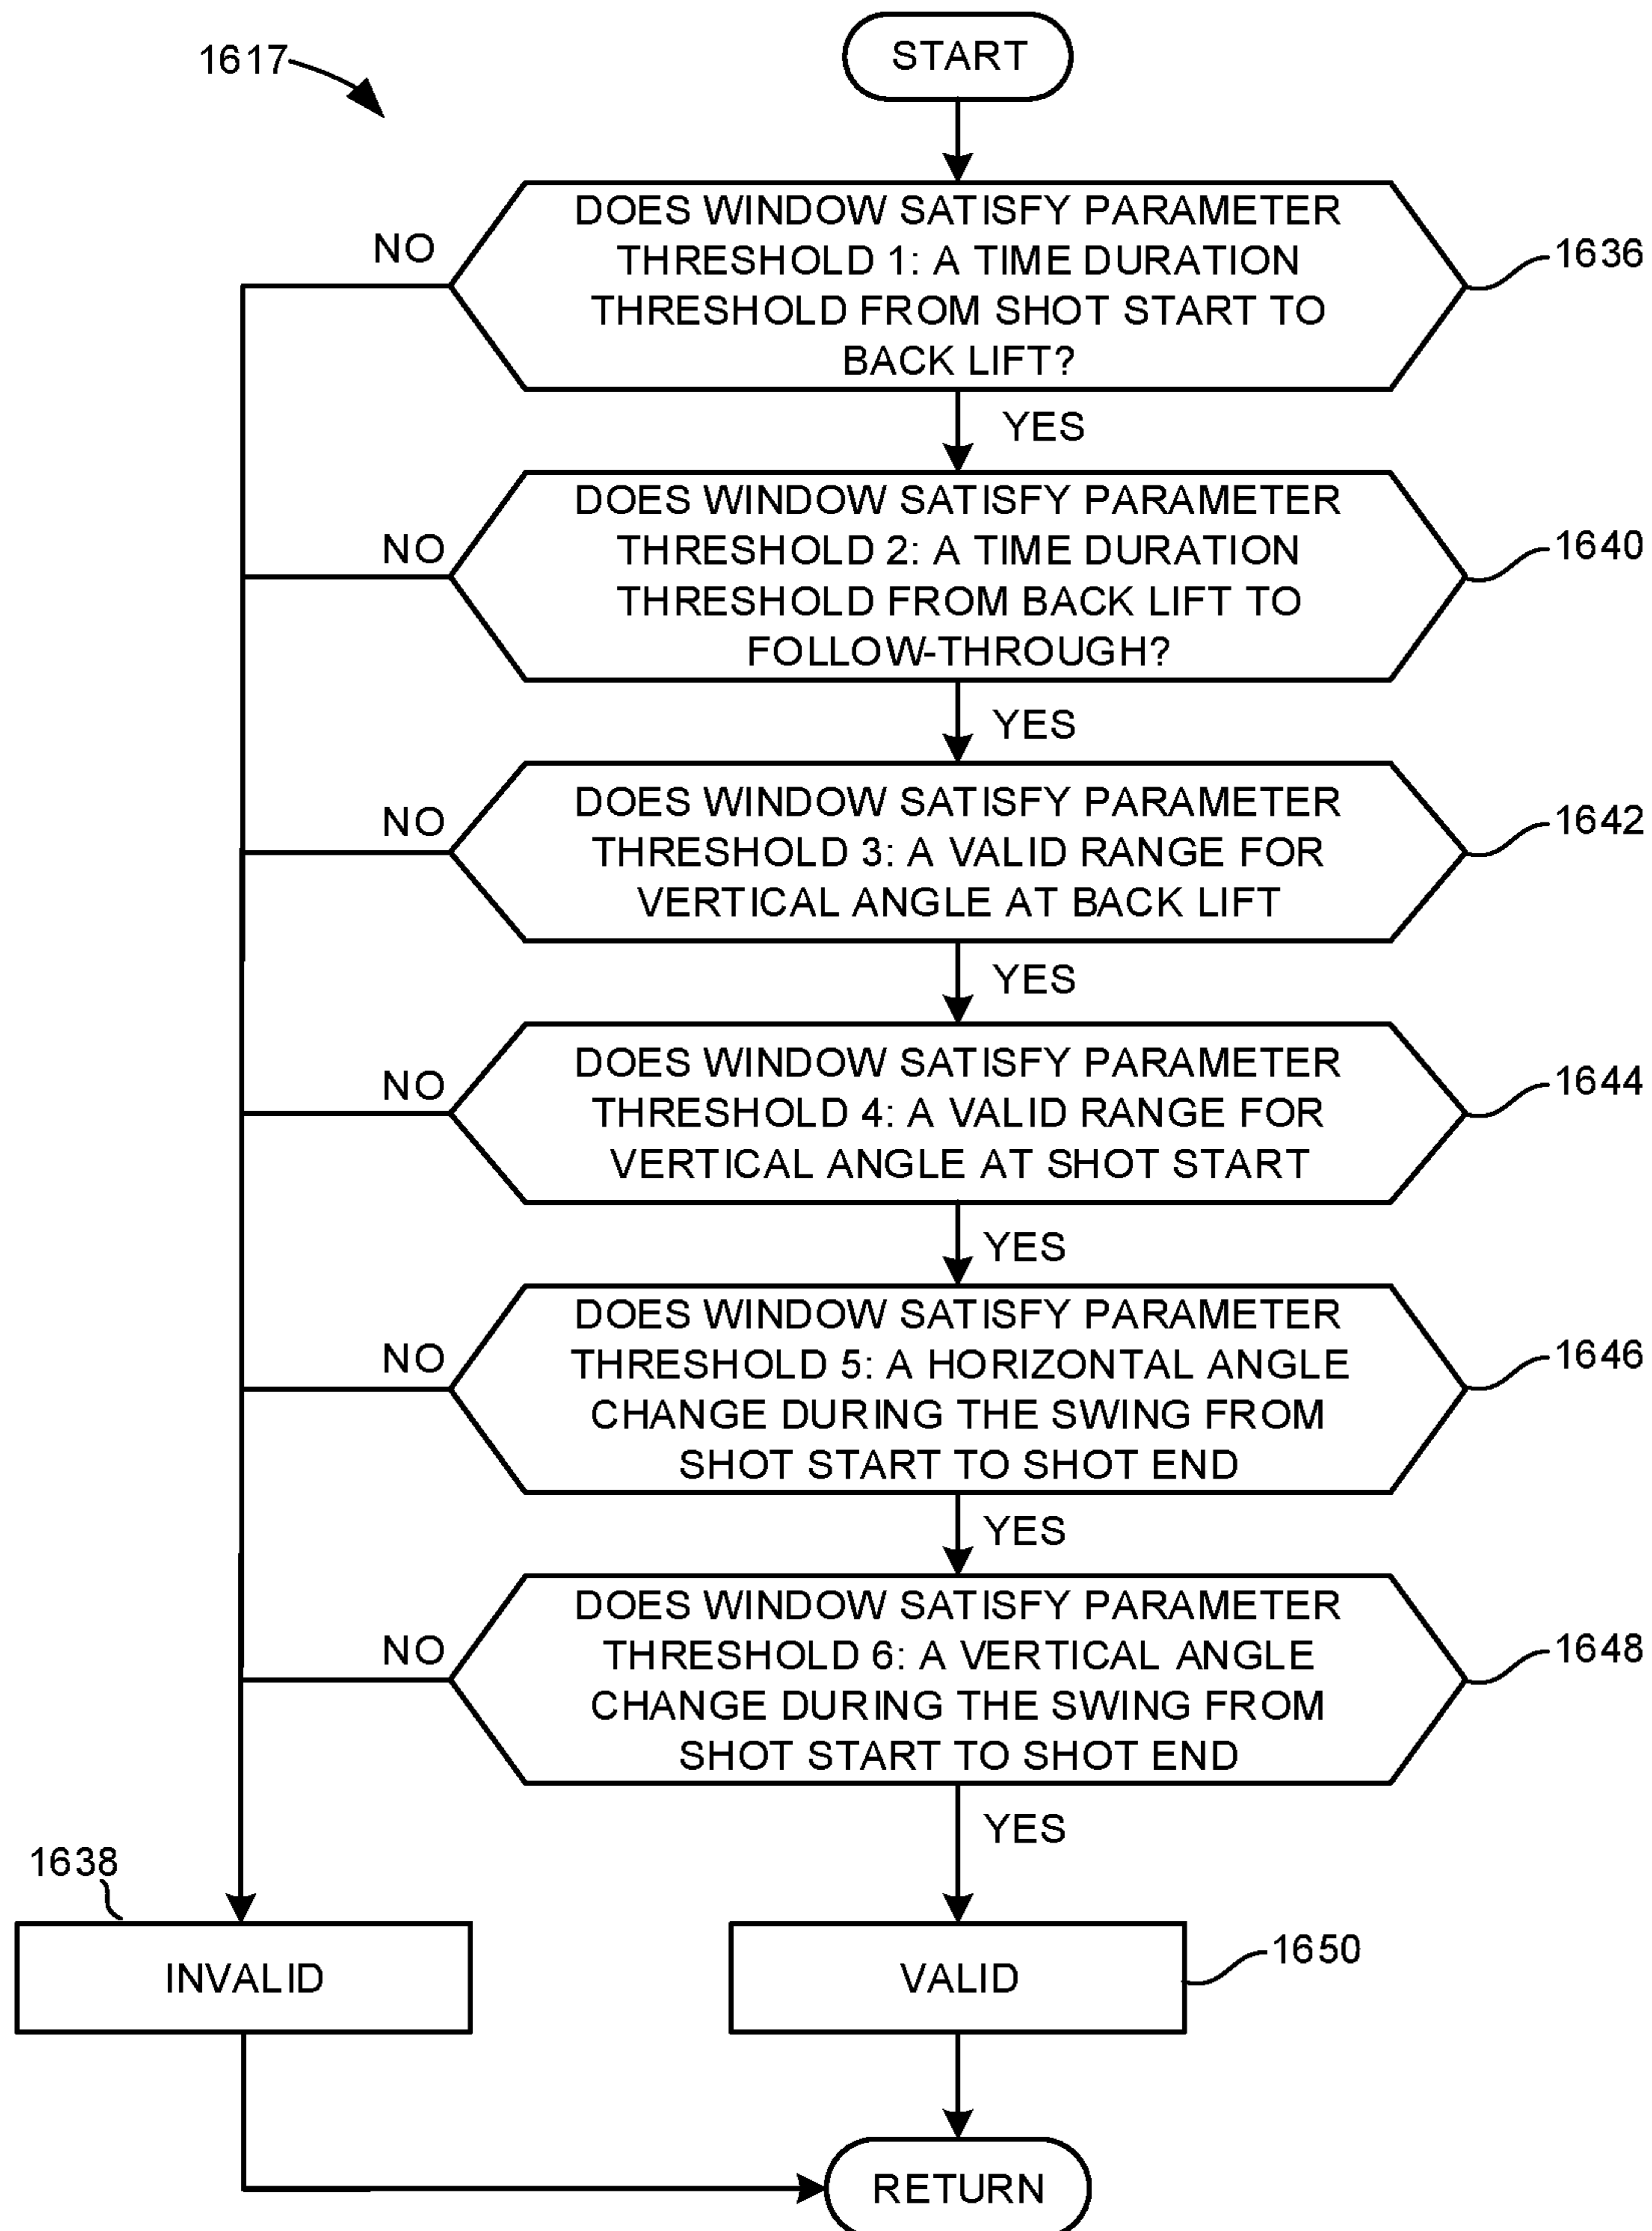 1617
START
DOES WINDOW SATISFY PARAMETER
THRESHOLD 1: A TIME DURATION
THRESHOLD FROM SHOT START TO
BACK LIFT?
NO
1636
YES
DOES WINDOW SATISFY PARAMETER
THRESHOLD 2: A TIME DURATION
THRESHOLD FROM BACK LIFT TO
FOLLOW-THROUGH?
NO
1640
YES
DOES WINDOW SATISFY PARAMETER
THRESHOLD 3: A VALID RANGE FOR
VERTICAL ANGLE AT BACK LIFT
NO
1642
YES
DOES WINDOW SATISFY PARAMETER
THRESHOLD 4: A VALID RANGE FOR
VERTICAL ANGLE AT SHOT START
NO
1644
YES
DOES WINDOW SATISFY PARAMETER
THRESHOLD 5: A HORIZONTAL ANGLE
CHANGE DURING THE SWING FROM
SHOT START TO SHOT END
NO
1646
YES
DOES WINDOW SATISFY PARAMETER
THRESHOLD 6: A VERTICAL ANGLE
CHANGE DURING THE SWING FROM
SHOT START TO SHOT END
NO
1648
YES
1638
INVALID
VALID
1650
RETURN